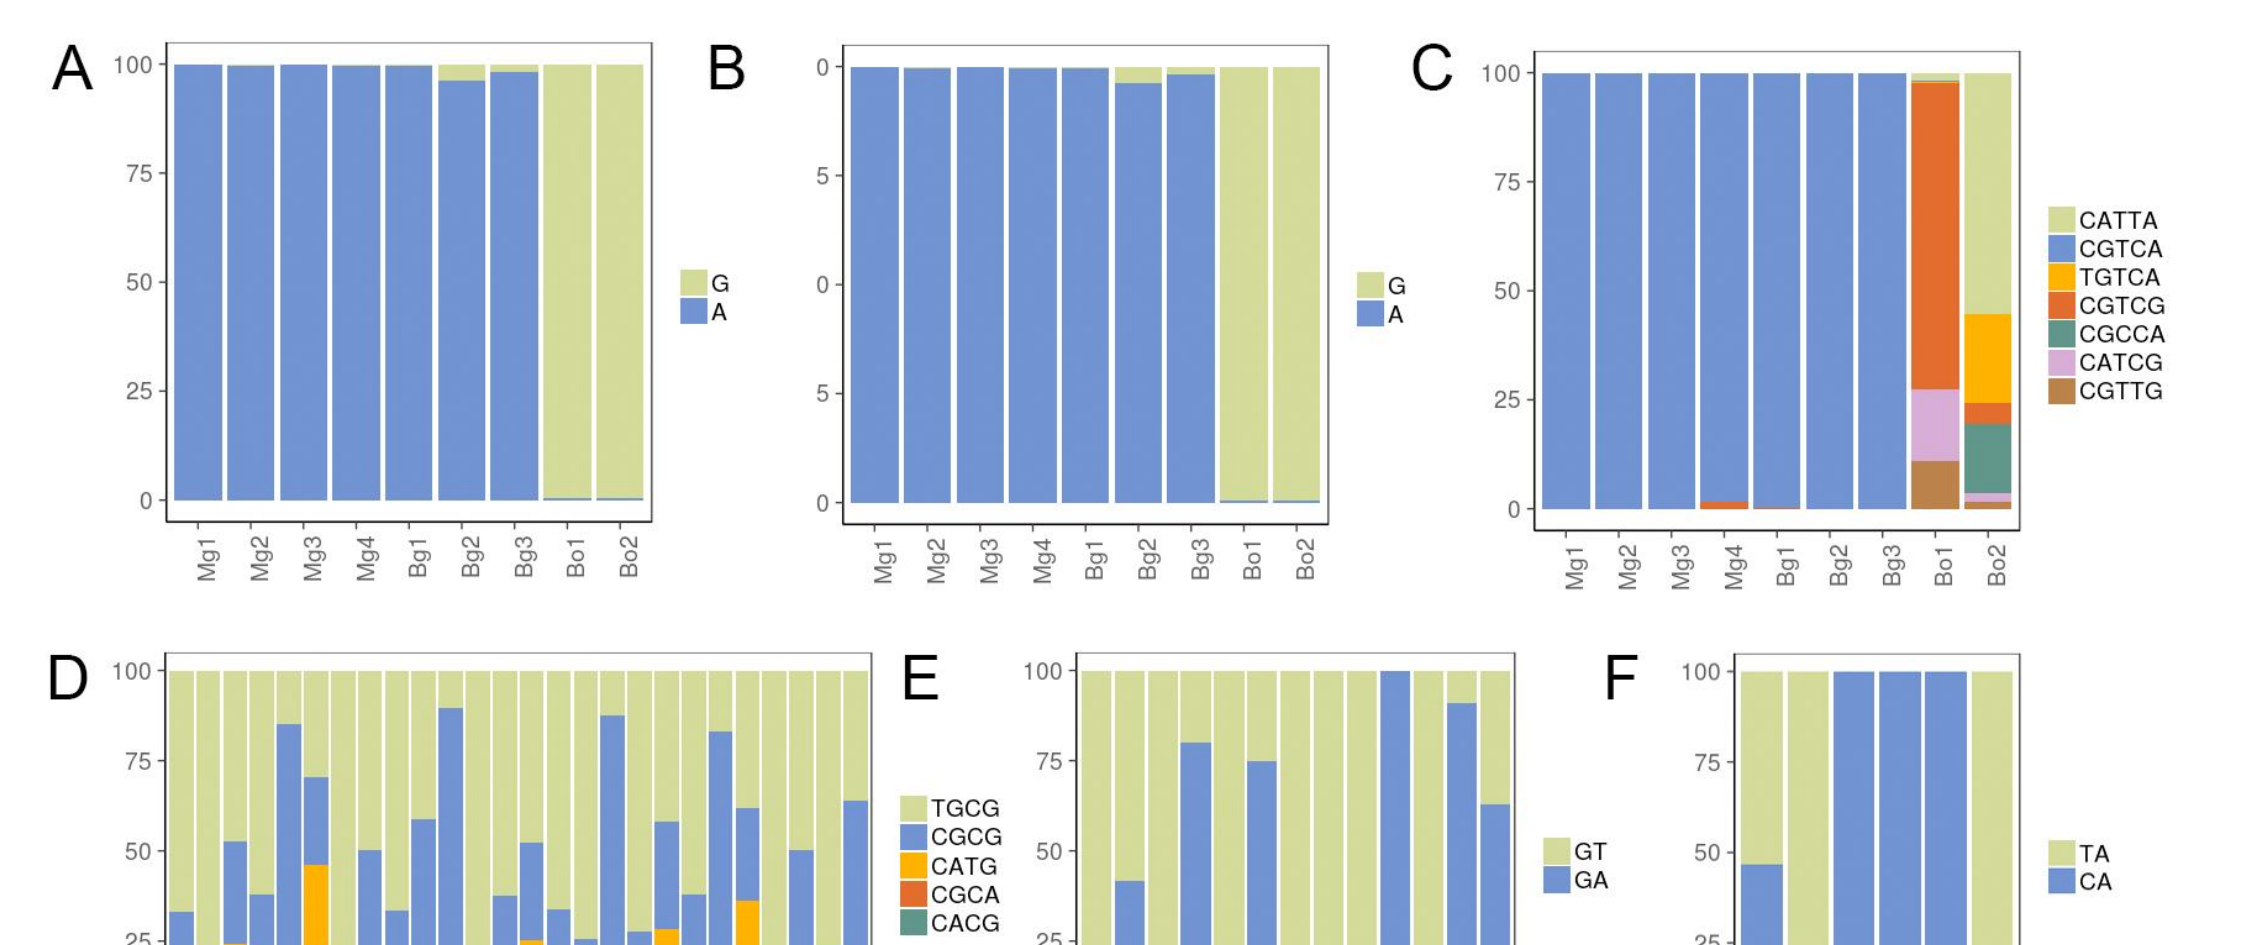 A
100
75
50
25
0
Mg1 Mg2 Mg3 Mg4 Bg1 Bg2 Bg3 Bo1 Bo2
G
A
B
0
5
0
5
0
Mg1 Mg2 Mg3 Mg4 Bg1 Bg2 Bg3 Bo1 Bo2
G
A
C
100
75
50
25
0
Mg1 Mg2 Mg3 Mg4 Bg1 Bg2 Bg3 Bo1 Bo2
CATTA
CGTCA
TGTCA
CGTCG
CGCCA
CATCG
CGTTG
D
100
75
50
25
TGCG
CGCG
CATG
CGCA
CACG
E
100
75
50
25
GT
GA
F
100
75
50
25
TA
CA